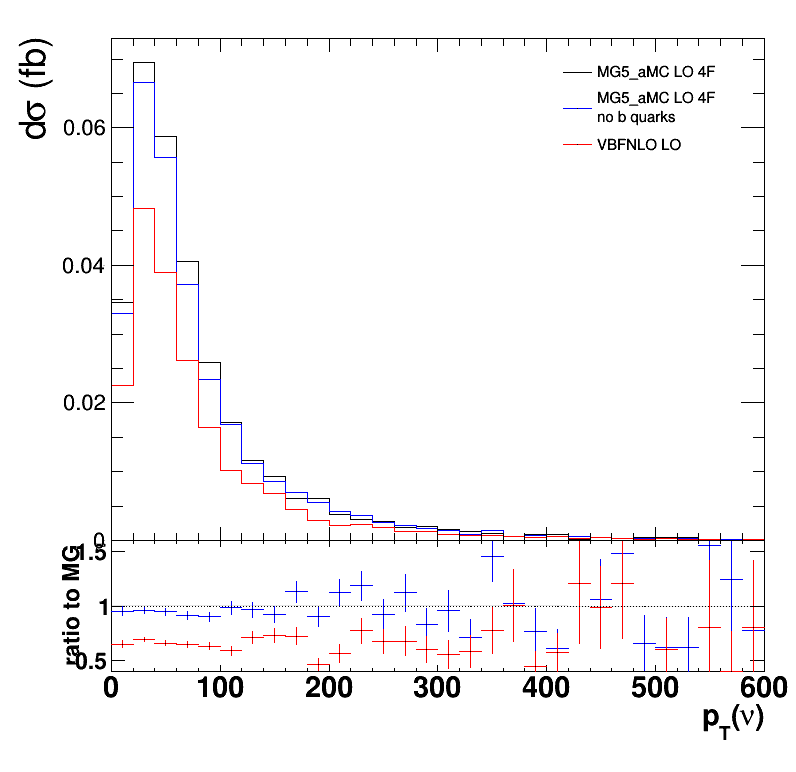 dσ (fb)
MG5_aMC LO 4F
MG5_aMC LO 4F
no b quarks
VBFNLO LO
0.06
0.04
0.02
0
ratio to MG
1.5
1
0.5
0 100 200 300 400 500 600
p_T(ν)